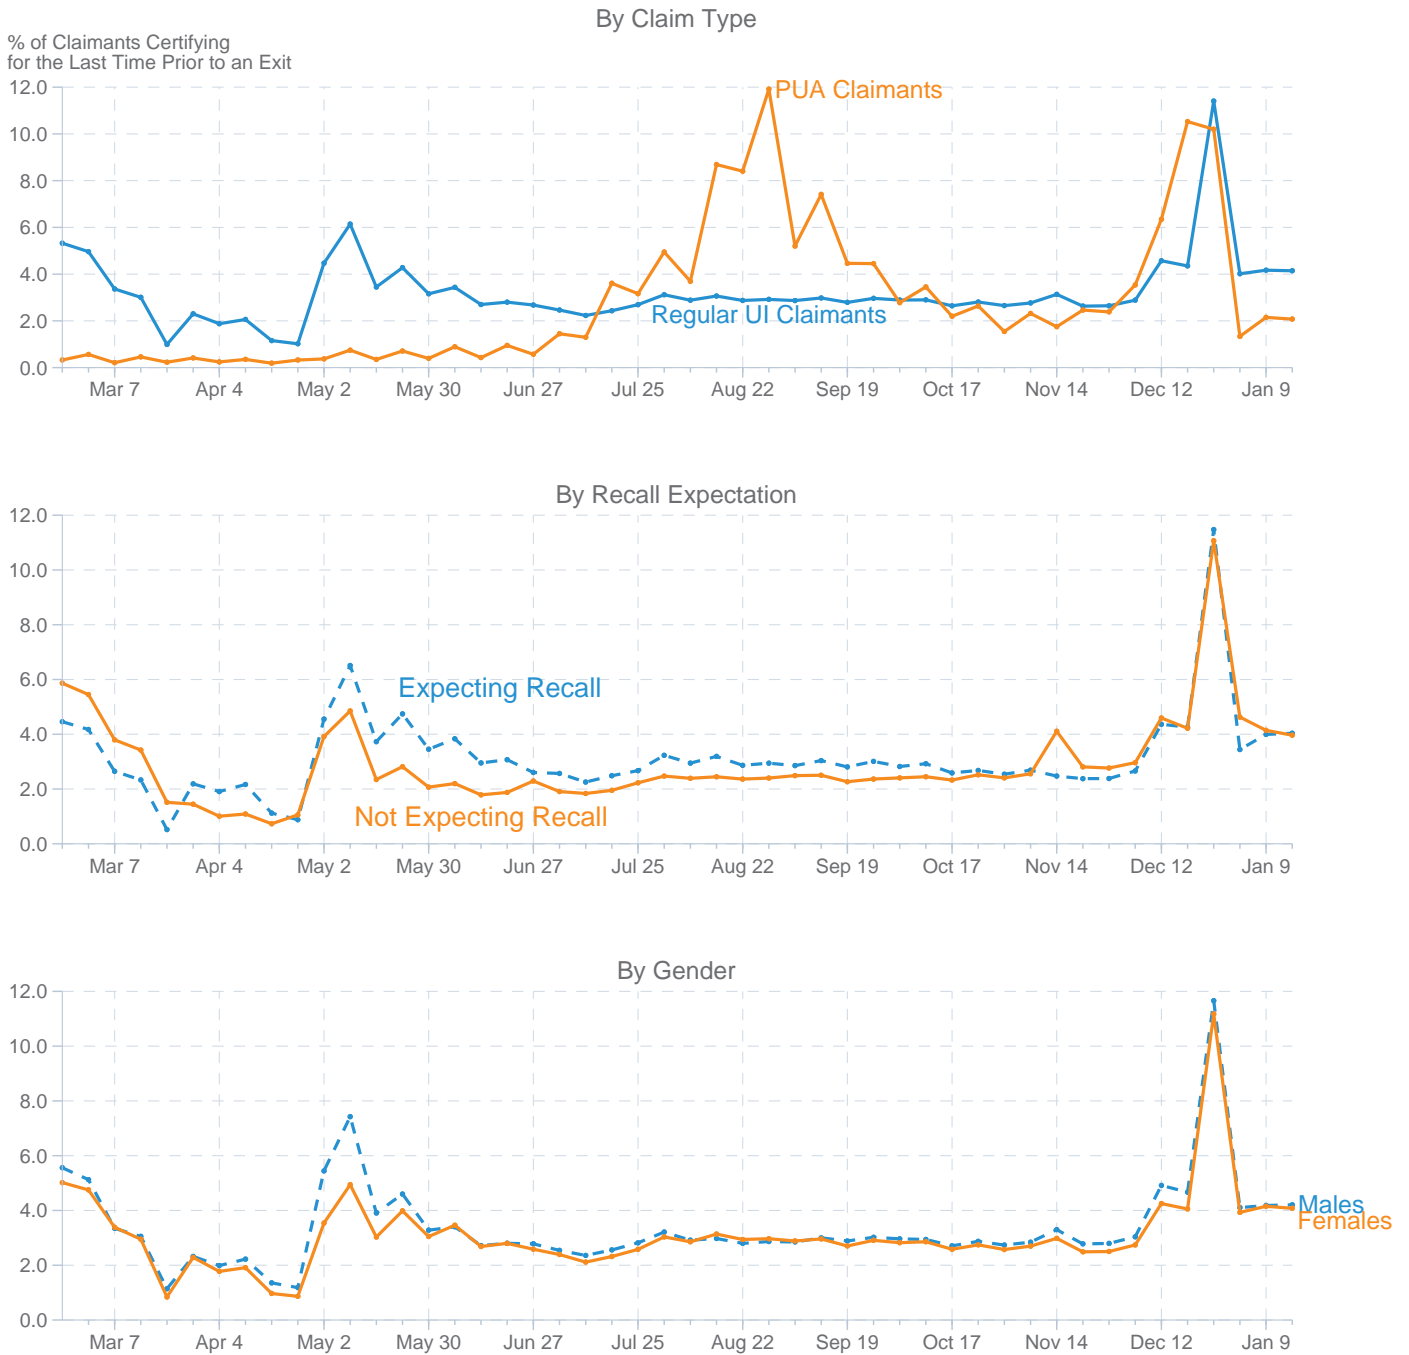 By Claim Type
% of Claimants Certifying
for the Last Time Prior to an Exit
12.0
10.0
8.0
6.0
4.0
2.0
0.0
PUA Claimants
Regular UI Claimants
Mar 7 Apr 4 May 2 May 30 Jun 27 Jul 25 Aug 22 Sep 19 Oct 17 Nov 14 Dec 12 Jan 9
By Recall Expectation
12.0
10.0
8.0
6.0
4.0
2.0
0.0
Expecting Recall
Not Expecting Recall
Mar 7 Apr 4 May 2 May 30 Jun 27 Jul 25 Aug 22 Sep 19 Oct 17 Nov 14 Dec 12 Jan 9
By Gender
12.0
10.0
8.0
6.0
4.0
2.0
0.0
Males
Females
Mar 7 Apr 4 May 2 May 30 Jun 27 Jul 25 Aug 22 Sep 19 Oct 17 Nov 14 Dec 12 Jan 9